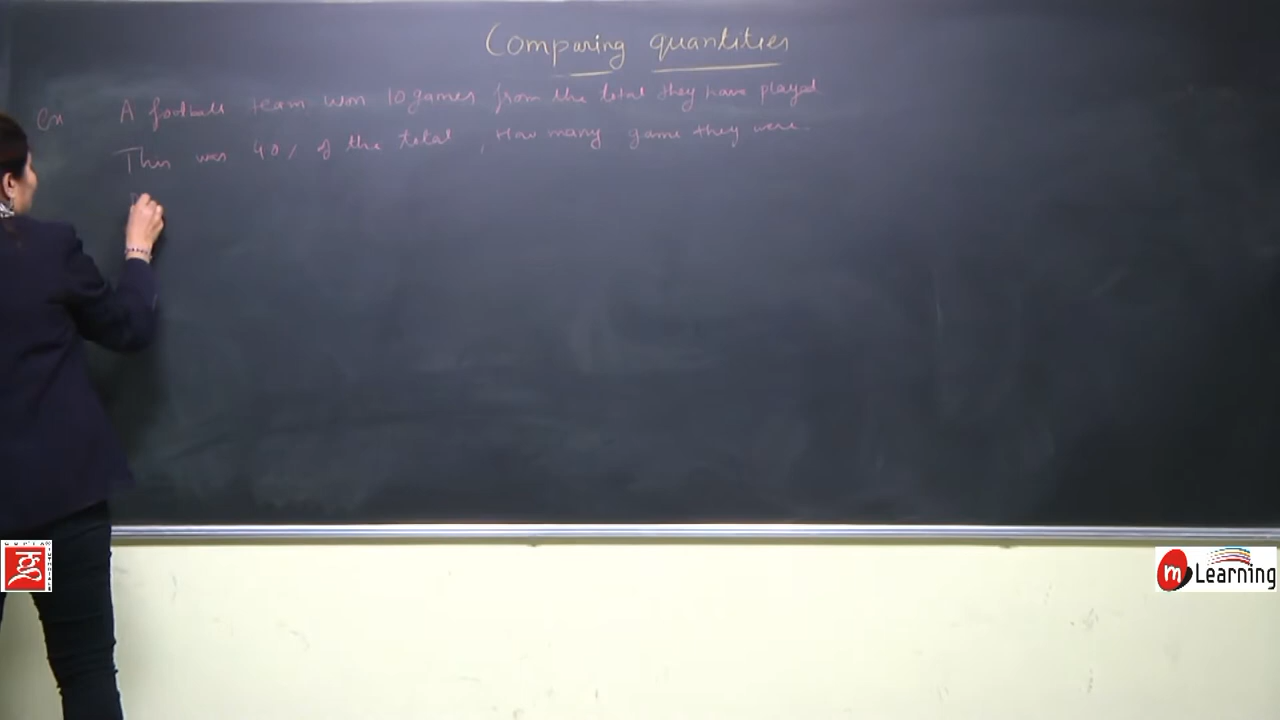 Comparing quantities
Ex A football team won 10 games from the total they have played
This was 40% of the total, How many game they were
m Learning